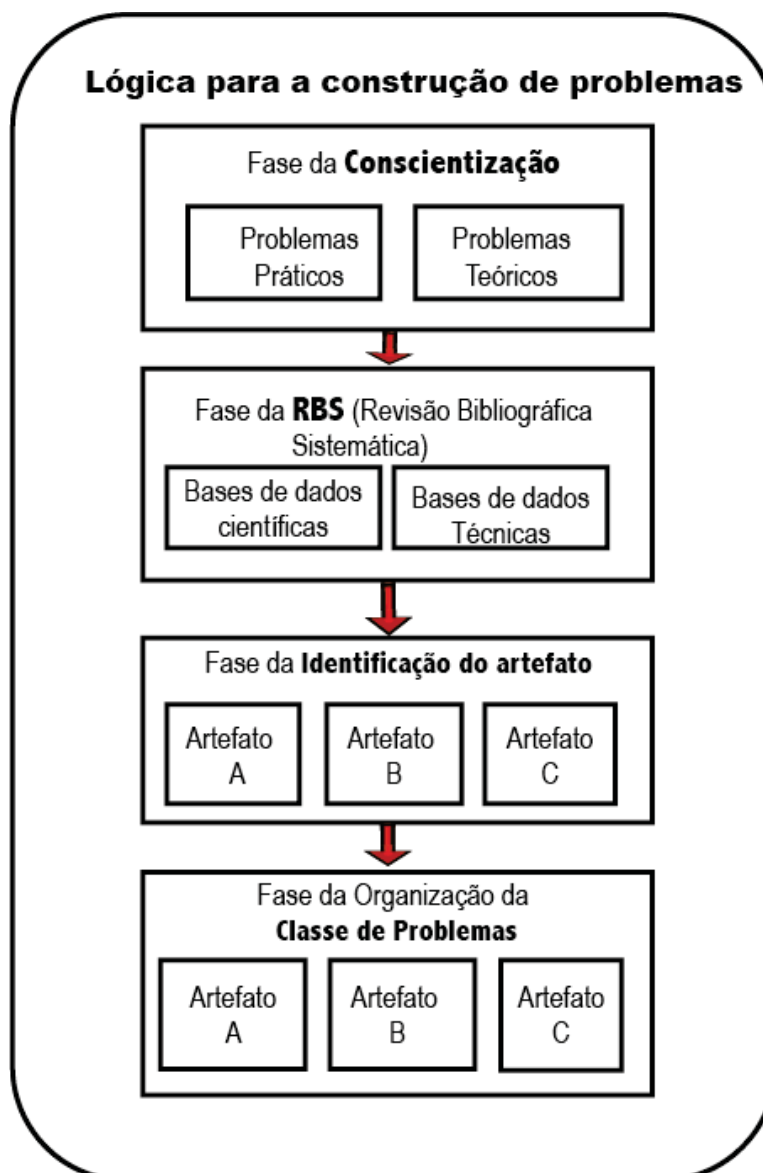 Lógica para a construção de problemas
Fase da Conscientização
Problemas
Práticos
Problemas
Teóricos
Fase da RBS (Revisão Bibliográfica
Sistemática)
Bases de dados
científicas
Bases de dados
Técnicas
Fase da Identificação do artefato
Artefato
A
Artefato
B
Artefato
C
Fase da Organização da
Classe de Problemas
Artefato
A
Artefato
B
Artefato
C